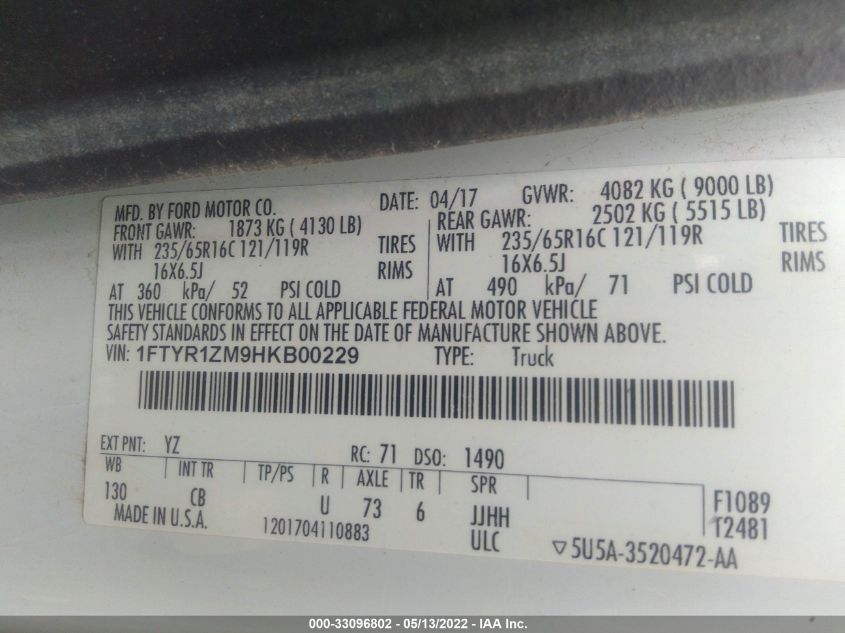 MFD. BY FORD MOTOR CO. DATE: 04/17 GVWR: 4082 KG ( 9000 LB)
FRONT GAWR: 1873 KG ( 4130 LB) REAR GAWR: 2502 KG ( 5515 LB)
WITH 235/65R16C 121/119R TIRES WITH 235/65R16C 121/119R TIRES
16X6.5J RIMS 16X6.5J RIMS
AT 360 kPa/ 52 PSI COLD AT 490 kPa/ 71 PSI COLD
THIS VEHICLE CONFORMS TO ALL APPLICABLE FEDERAL MOTOR VEHICLE
SAFETY STANDARDS IN EFFECT ON THE DATE OF MANUFACTURE SHOWN ABOVE.
VIN: 1FTYR1ZM9HKB00229 TYPE: Truck
EXT PNT: YZ RC: 71 DSO: 1490
WB INT TR TP/PS R AXLE TR SPR
130 CB U 73 6 JJHH F1089
MADE IN U.S.A. 1201704110883 ULC T2481
▽5U5A-3520472-AA
000-33096802 - 05/13/2022 - IAA Inc.